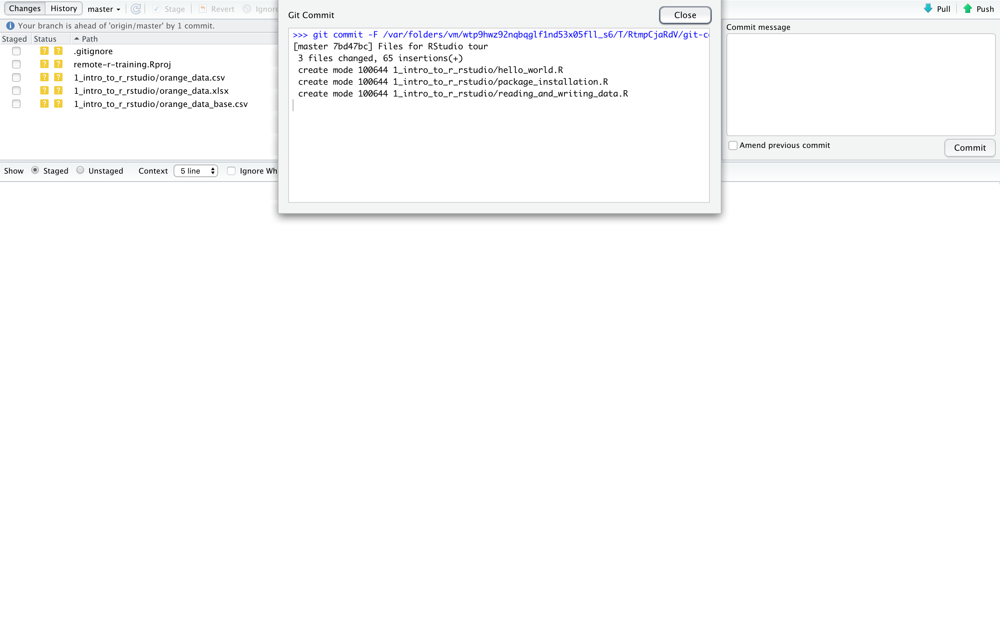 Changes History master Stage Revert Ignore
Your branch is ahead of 'origin/master' by 1 commit.
Staged Status Path
? ? .gitignore
? ? remote-r-training.Rproj
? ? 1_intro_to_r_rstudio/orange_data.csv
? ? 1_intro_to_r_rstudio/orange_data.xlsx
? ? 1_intro_to_r_rstudio/orange_data_base.csv
Show Staged Unstaged Context 5 line Ignore Wh
Git Commit Close
>>> git commit -F /var/folders/vm/wtp9hwz92nqbqglf1nd53x05fll_s6/T/RtmpCjaRdV/git-c
[master 7bd47bc] Files for RStudio tour
3 files changed, 65 insertions(+)
create mode 100644 1_intro_to_r_rstudio/hello_world.R
create mode 100644 1_intro_to_r_rstudio/package_installation.R
create mode 100644 1_intro_to_r_rstudio/reading_and_writing_data.R
Pull Push
Commit message
Amend previous commit Commit